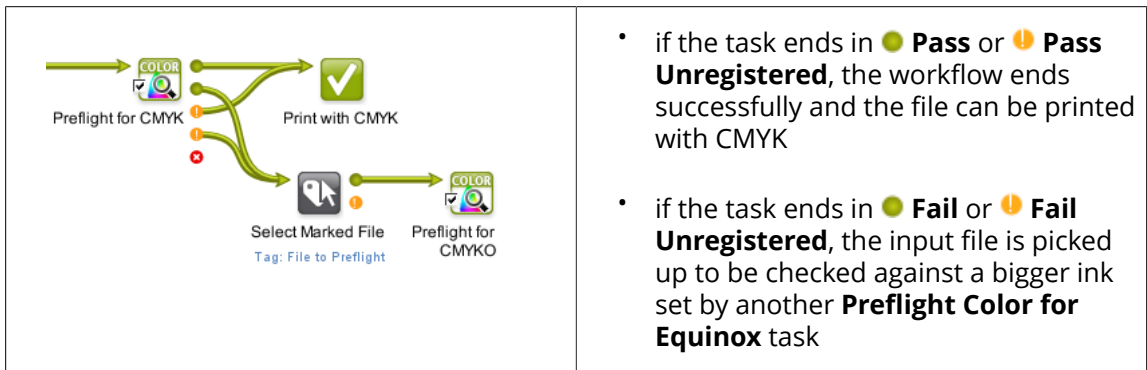 COLOR
Preflight for CMYK
Print with CMYK
COLOR
Select Marked File
Tag: File to Preflight
Preflight for
CMYKO
• if the task ends in Pass or Pass
Unregistered, the workflow ends
successfully and the file can be printed
with CMYK
• if the task ends in Fail or Fail
Unregistered, the input file is picked
up to be checked against a bigger ink
set by another Preflight Color for
Equinox task